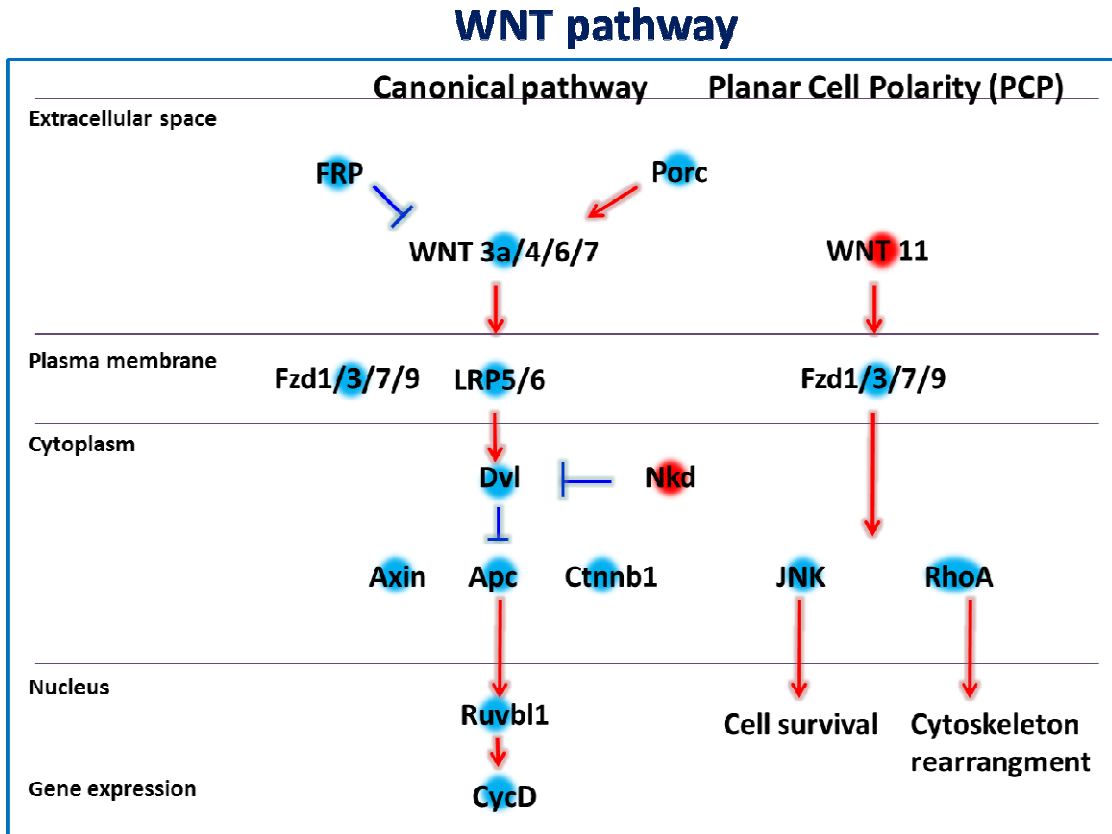 WNT pathway
Canonical pathway
Planar Cell Polarity (PCP)
Extracellular space
FRP
Porc
WNT 3a/4/6/7
WNT 11
Plasma membrane
Fzd1/3/7/9
LRP5/6
Fzd1/3/7/9
Cytoplasm
Dvl
Nkd
Axin
Apc
Ctnnb1
JNK
RhoA
Nucleus
Ruvbl1
Cell survival
Cytoskeleton
rearrangment
Gene expression
CycD